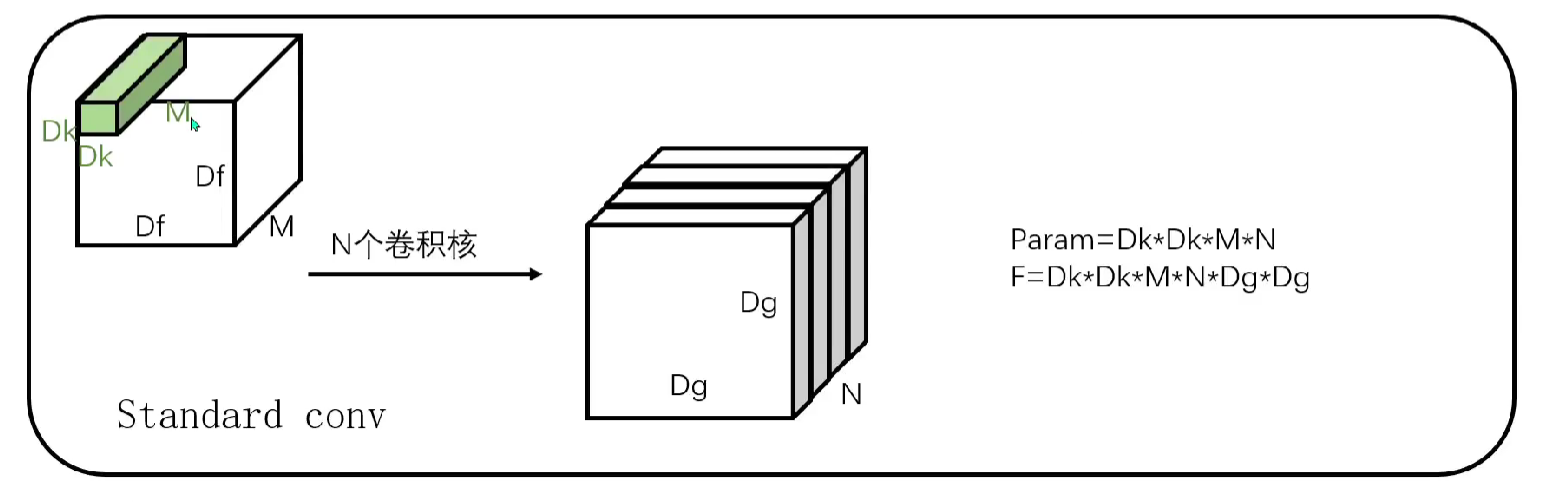 Dk
Dk
M
Df
Df
M
N个卷积核
Dg
Dg
N
Param=Dk*Dk*M*N
F=Dk*Dk*M*N*Dg*Dg
Standard conv